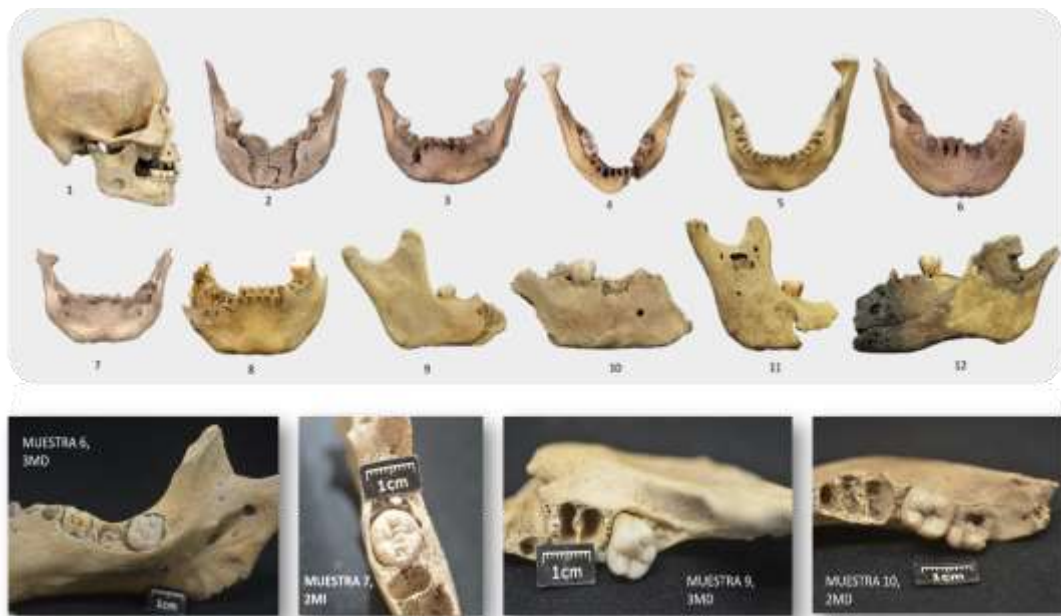 1
2
3
4
5
6
7
8
9
10
11
12
MUESTRA 6,
3MD
1cm
1cm
MUESTRA 7,
2MI
1cm
MUESTRA 9,
3MD
MUESTRA 10,
2MD
1cm